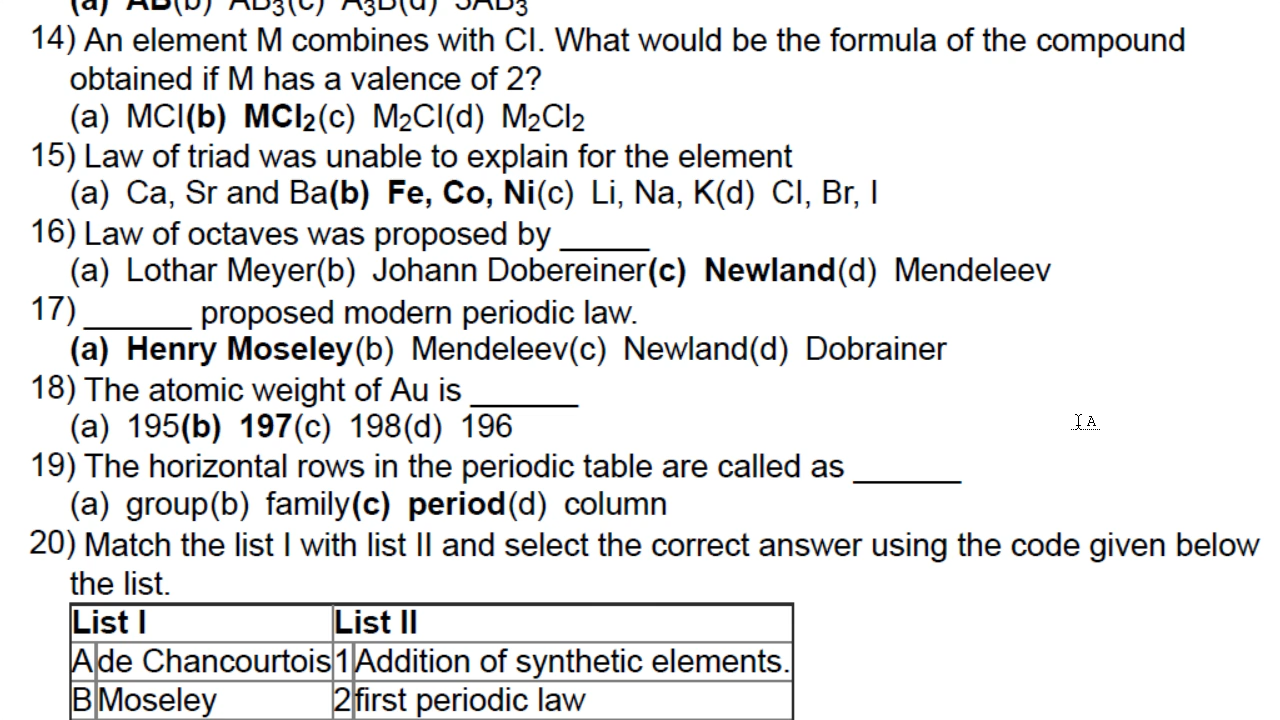 (a) AB(b) AB3(c) A3B(d) 3AB3
14) An element M combines with Cl. What would be the formula of the compound
obtained if M has a valence of 2?
(a) MCl(b) MCl₂(c) M₂Cl(d) M₂Cl₂
15) Law of triad was unable to explain for the element
(a) Ca, Sr and Ba(b) Fe, Co, Ni(c) Li, Na, K(d) Cl, Br, I
16) Law of octaves was proposed by _____
(a) Lothar Meyer(b) Johann Dobereiner(c) Newland(d) Mendeleev
17) ______ proposed modern periodic law.
(a) Henry Moseley(b) Mendeleev(c) Newland(d) Dobrainer
18) The atomic weight of Au is ______
(a) 195(b) 197(c) 198(d) 196
19) The horizontal rows in the periodic table are called as ______
(a) group(b) family(c) period(d) column
20) Match the list I with list II and select the correct answer using the code given below
the list.
List I List II
A de Chancourtois 1 Addition of synthetic elements.
B Moseley 2 first periodic law